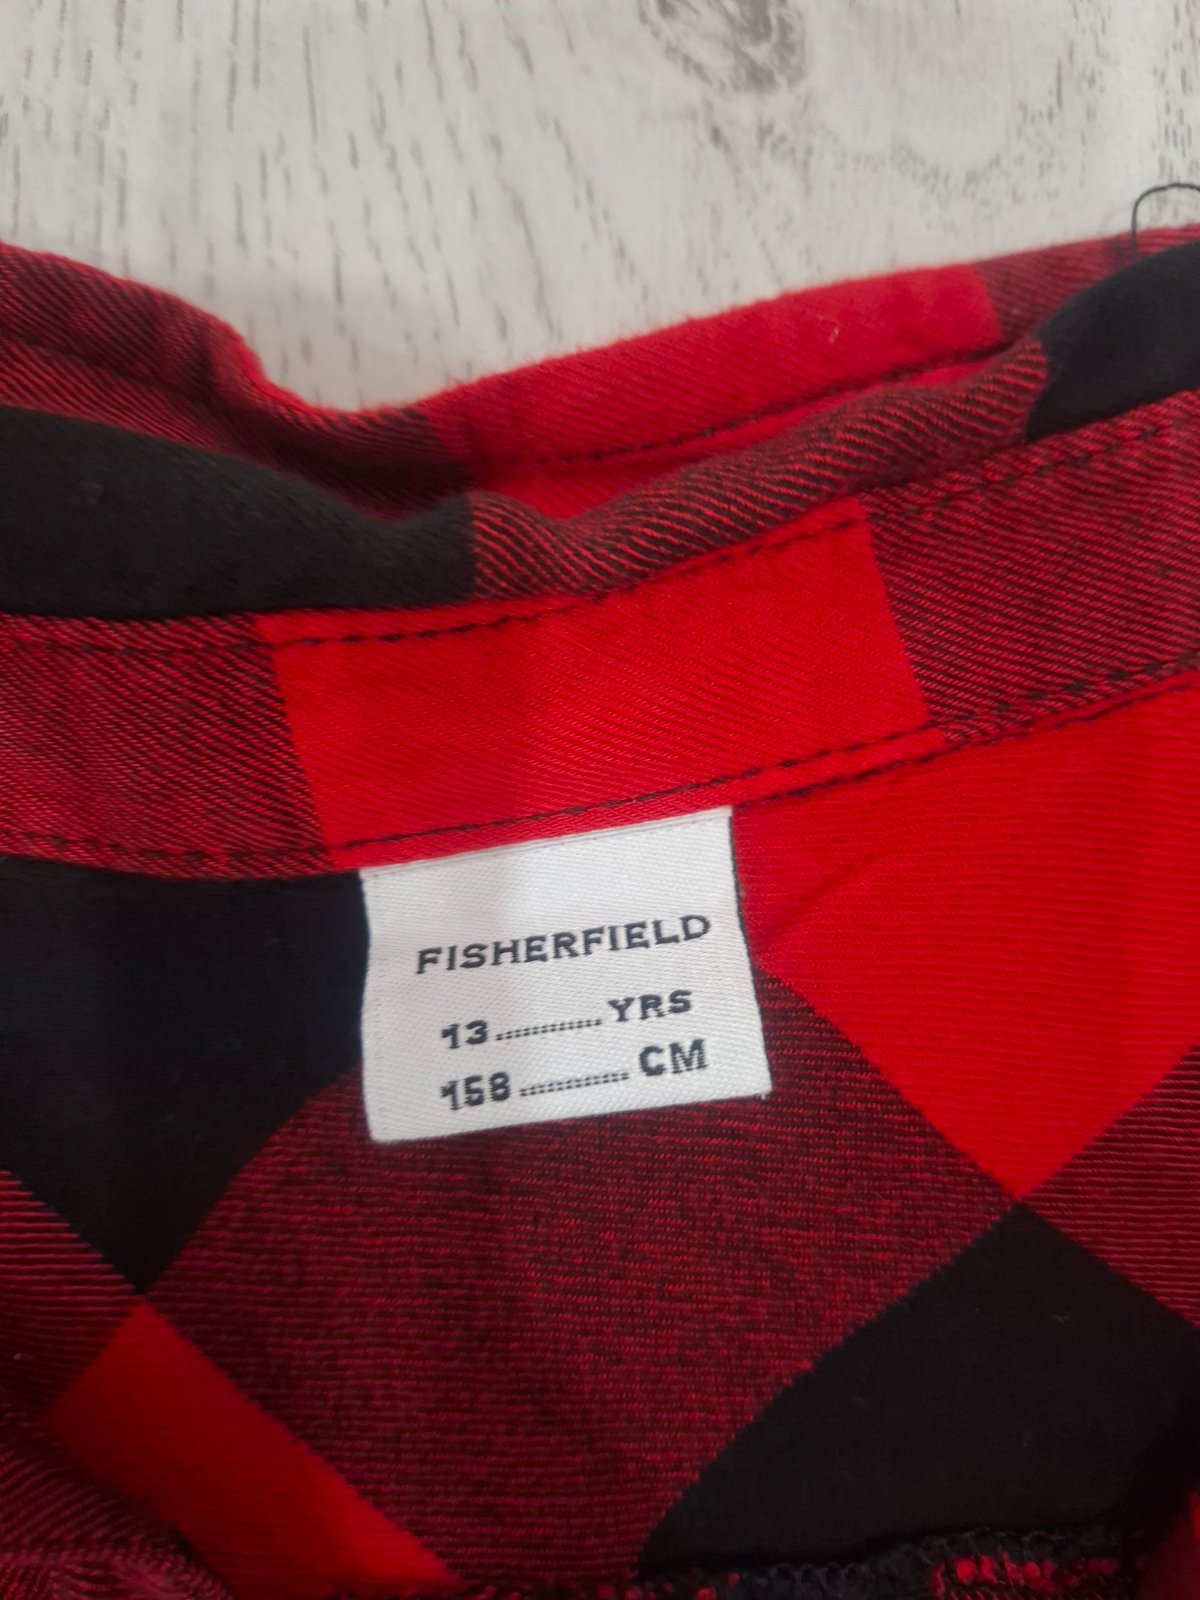 FISHERFIELD
13............YRS
158............CM